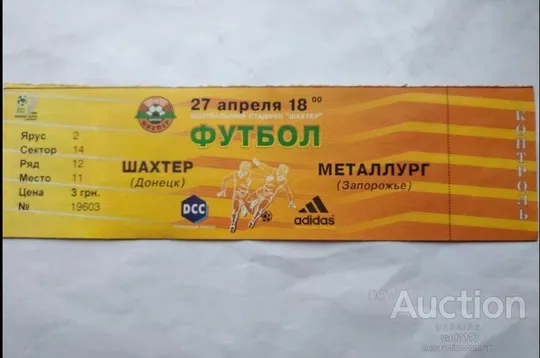 27 апреля 18 00
ЦЕНТРАЛЬНЫЙ СТАДИОН "ШАХТЕР"
ФУТБОЛ
Ярус 2
Сектор 14
Ряд 12
Место 11
Цена 3 грн.
№ 19603
ШАХТЕР
(Донецк)
МЕТАЛЛУРГ
(Запорожье)
DCC
adidas
КОНТРОЛЬ
Auction
UKRAINE